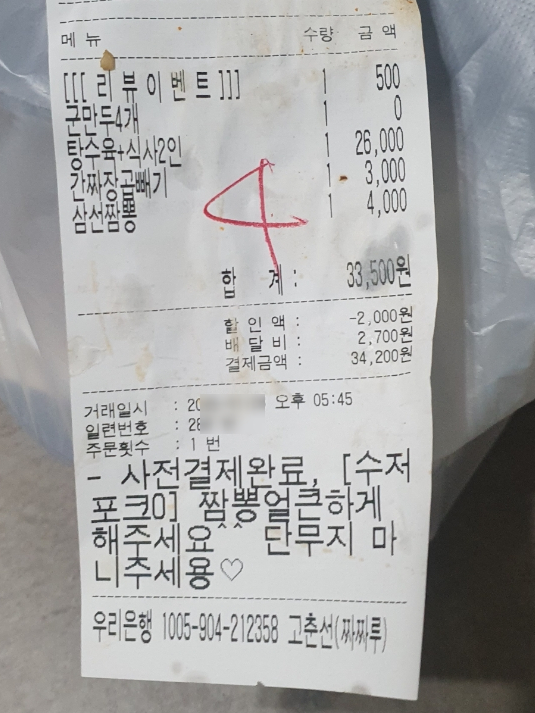 메 뉴 수량 금 액
[[[ 리 뷰 이 벤 트 ]]] 1 500
군만두4개 1 0
탕수육+식사2인 1 26,000
간짜장곱빼기 1 3,000
삼선짬뽕 1 4,000
4
합 계 : 33,500원
할 인 액 : -2,000원
배 달 비 : 2,700원
결제금액 : 34,200원
거래일시 : 20 오후 05:45
일련번호 : 28
주문횟수 : 1 번
- 사전결제완료, [수저
포크O] 짬뽕얼큰하게
해주세요^^ 단무지 마
니주세용♡
우리은행 1005-904-212358 고춘선(짜짜루)